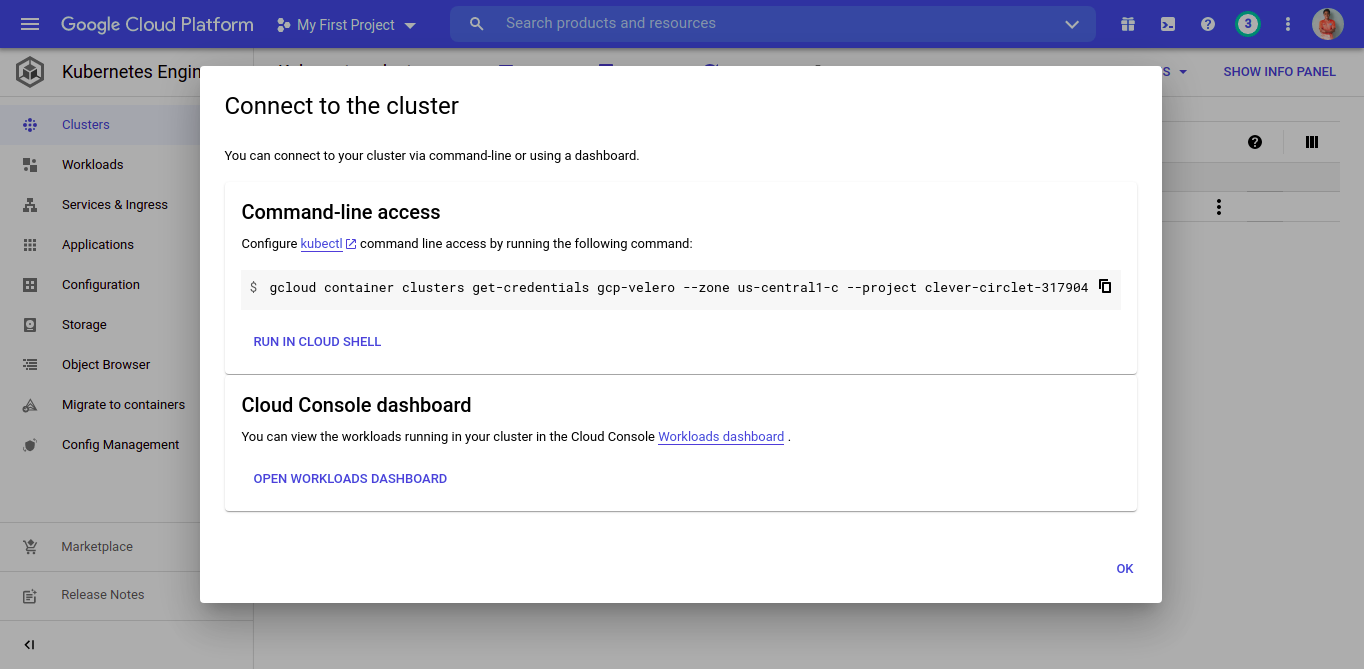 Google Cloud Platform
My First Project
Search products and resources
3
Kubernetes Engin
S
SHOW INFO PANEL
Clusters
Workloads
Services & Ingress
Applications
Configuration
Storage
Object Browser
Migrate to containers
Config Management
Marketplace
Release Notes
Connect to the cluster
You can connect to your cluster via command-line or using a dashboard.
Command-line access
Configure kubectl command line access by running the following command:
$ gcloud container clusters get-credentials gcp-velero --zone us-central1-c --project clever-circlet-317904
RUN IN CLOUD SHELL
Cloud Console dashboard
You can view the workloads running in your cluster in the Cloud Console Workloads dashboard .
OPEN WORKLOADS DASHBOARD
OK